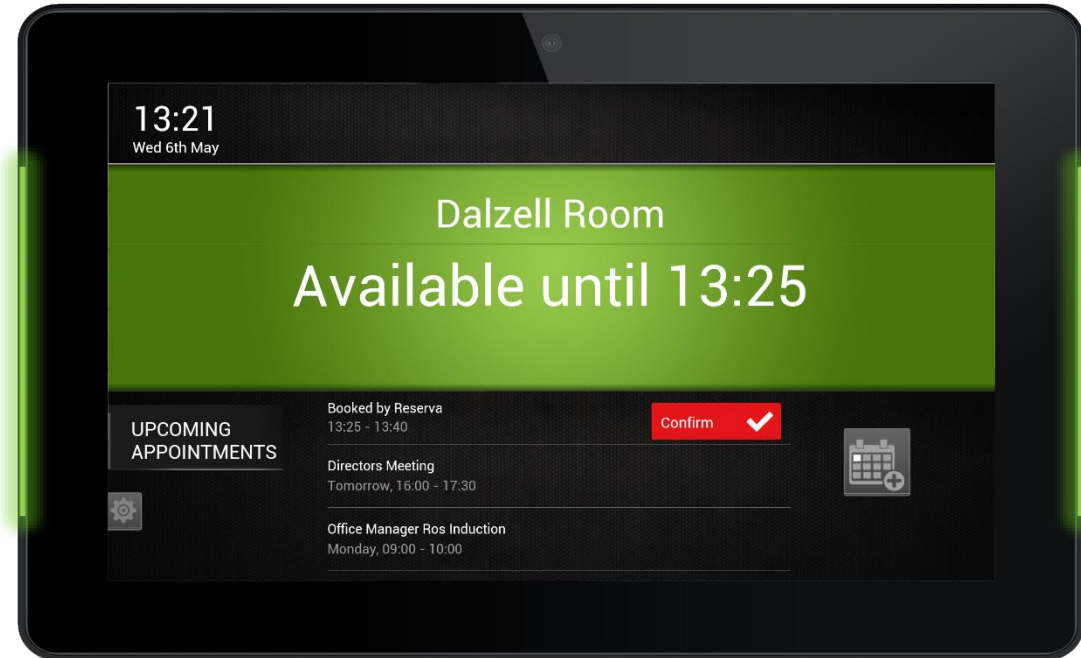 13:21
Wed 6th May
Dalzell Room
Available until 13:25
UPCOMING
APPOINTMENTS
Booked by Reserva
13:25 - 13:40
Confirm
Directors Meeting
Tomorrow, 16:00 - 17:30
Office Manager Ros Induction
Monday, 09:00 - 10:00